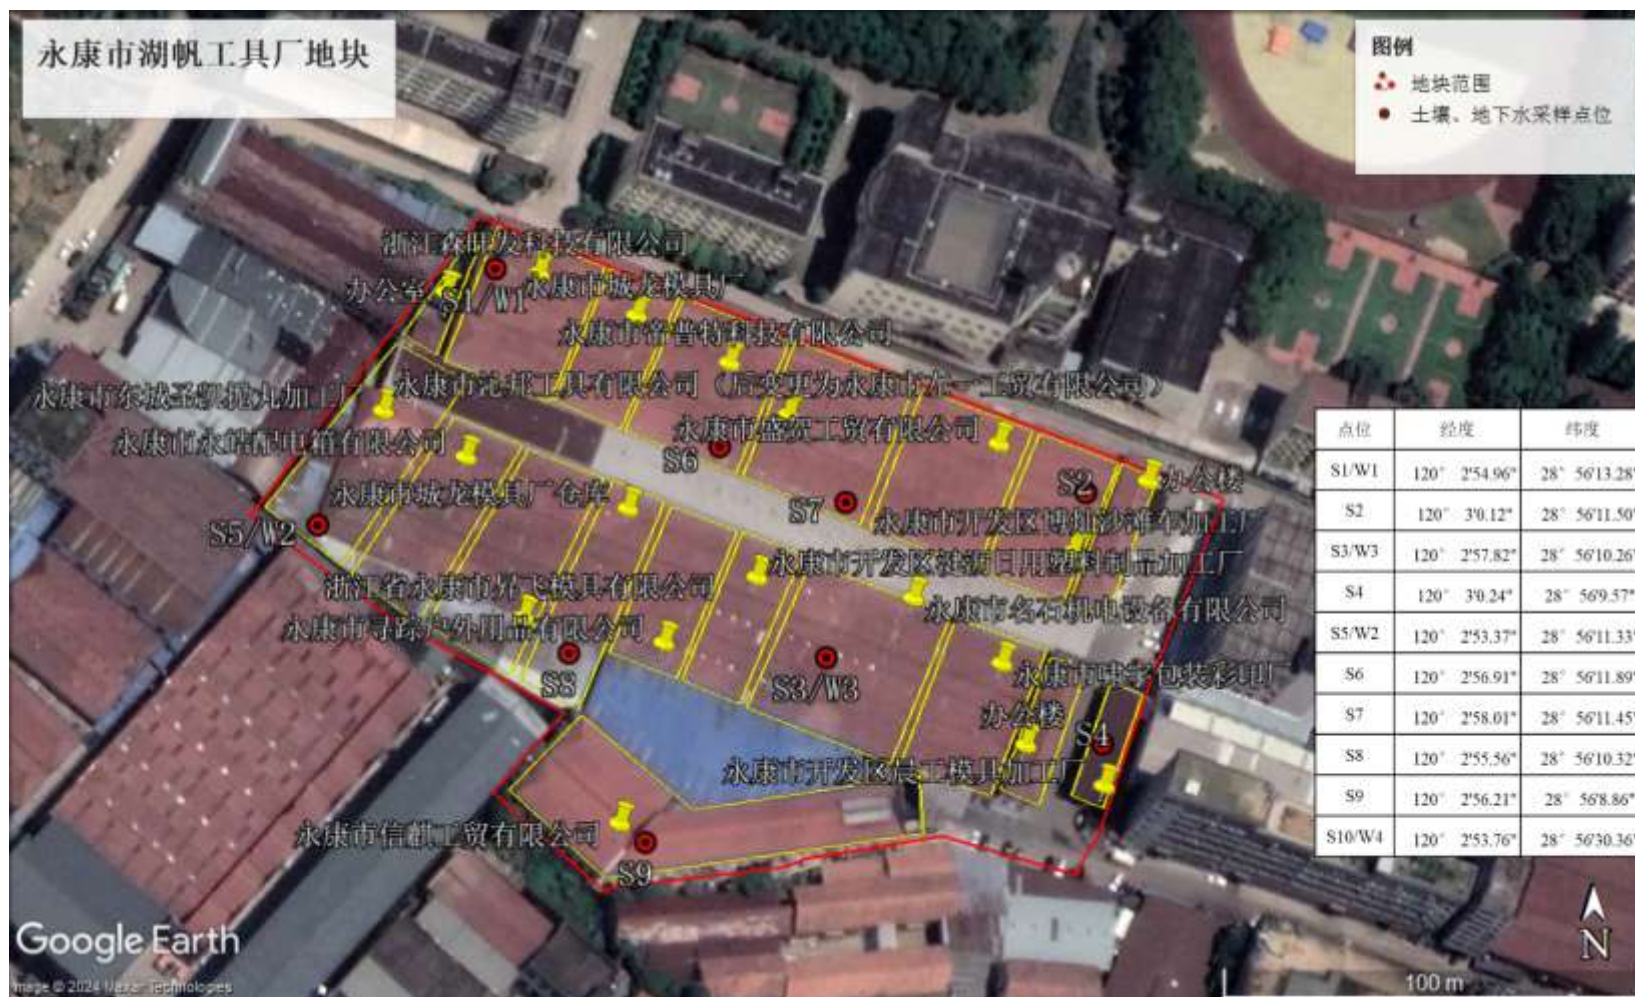 永康市湖帆工具厂地块
图例
地块范围
土壤、地下水采样点位
浙江森旺发科技有限公司
办公室
S1/W1
永康市城龙模具厂
永康市帝普特科技有限公司
永康市沱邦工具有限公司（后变更为永康市左一工贸有限公司）
永康市东城圣凯抛丸加工厂
永康市盛贺工贸有限公司
永康市永皓配电箱有限公司
S6
S2
办公楼
永康市城龙模具厂仓库
S7
永康市开发区博灿沙滩车加工厂
S5/W2
永康市开发区涟沥日用塑料制品加工厂
浙江省永康市昇飞模具有限公司
永康市名石机电设备有限公司
永康市寻踪户外用品有限公司
S8
S3/W3
包装彩印厂
办公楼
S4
永康市开发区晨工模具加工厂
永康市信麒工贸有限公司
S9
点位 经度 纬度
S1/W1 120° 2'54.96" 28° 56'13.28"
S2 120° 3'0.12" 28° 56'11.50"
S3/W3 120° 2'57.82" 28° 56'10.26"
S4 120° 3'0.24" 28° 56'9.57"
S5/W2 120° 2'53.37" 28° 56'11.33"
S6 120° 2'56.91" 28° 56'11.89"
S7 120° 2'58.01" 28° 56'11.45"
S8 120° 2'55.56" 28° 56'10.32"
S9 120° 2'56.21" 28° 56'8.86"
S10/W4 120° 2'53.76" 28° 56'30.36"
Google Earth
Image © 2024 Maxar Technologies
N
100 m